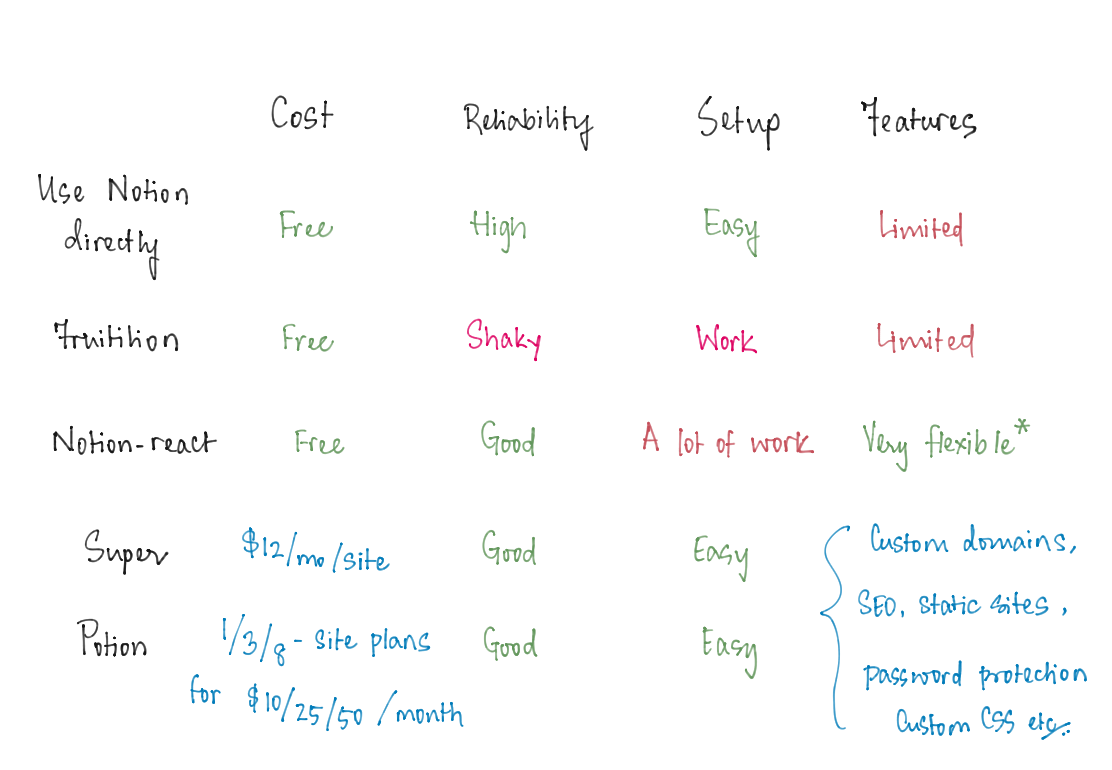 Cost Reliability Setup Features
Use Notion
directly Free High Easy Limited
Fruitition Free Shaky Work Limited
Notion-react Free Good A lot of work Very flexible*
Super $12/mo/site Good Easy Custom domains,
SEO, static sites,
Potion 1/3/8-site plans Good Easy
for $10/25/50/month
password protection
Custom CSS etc.